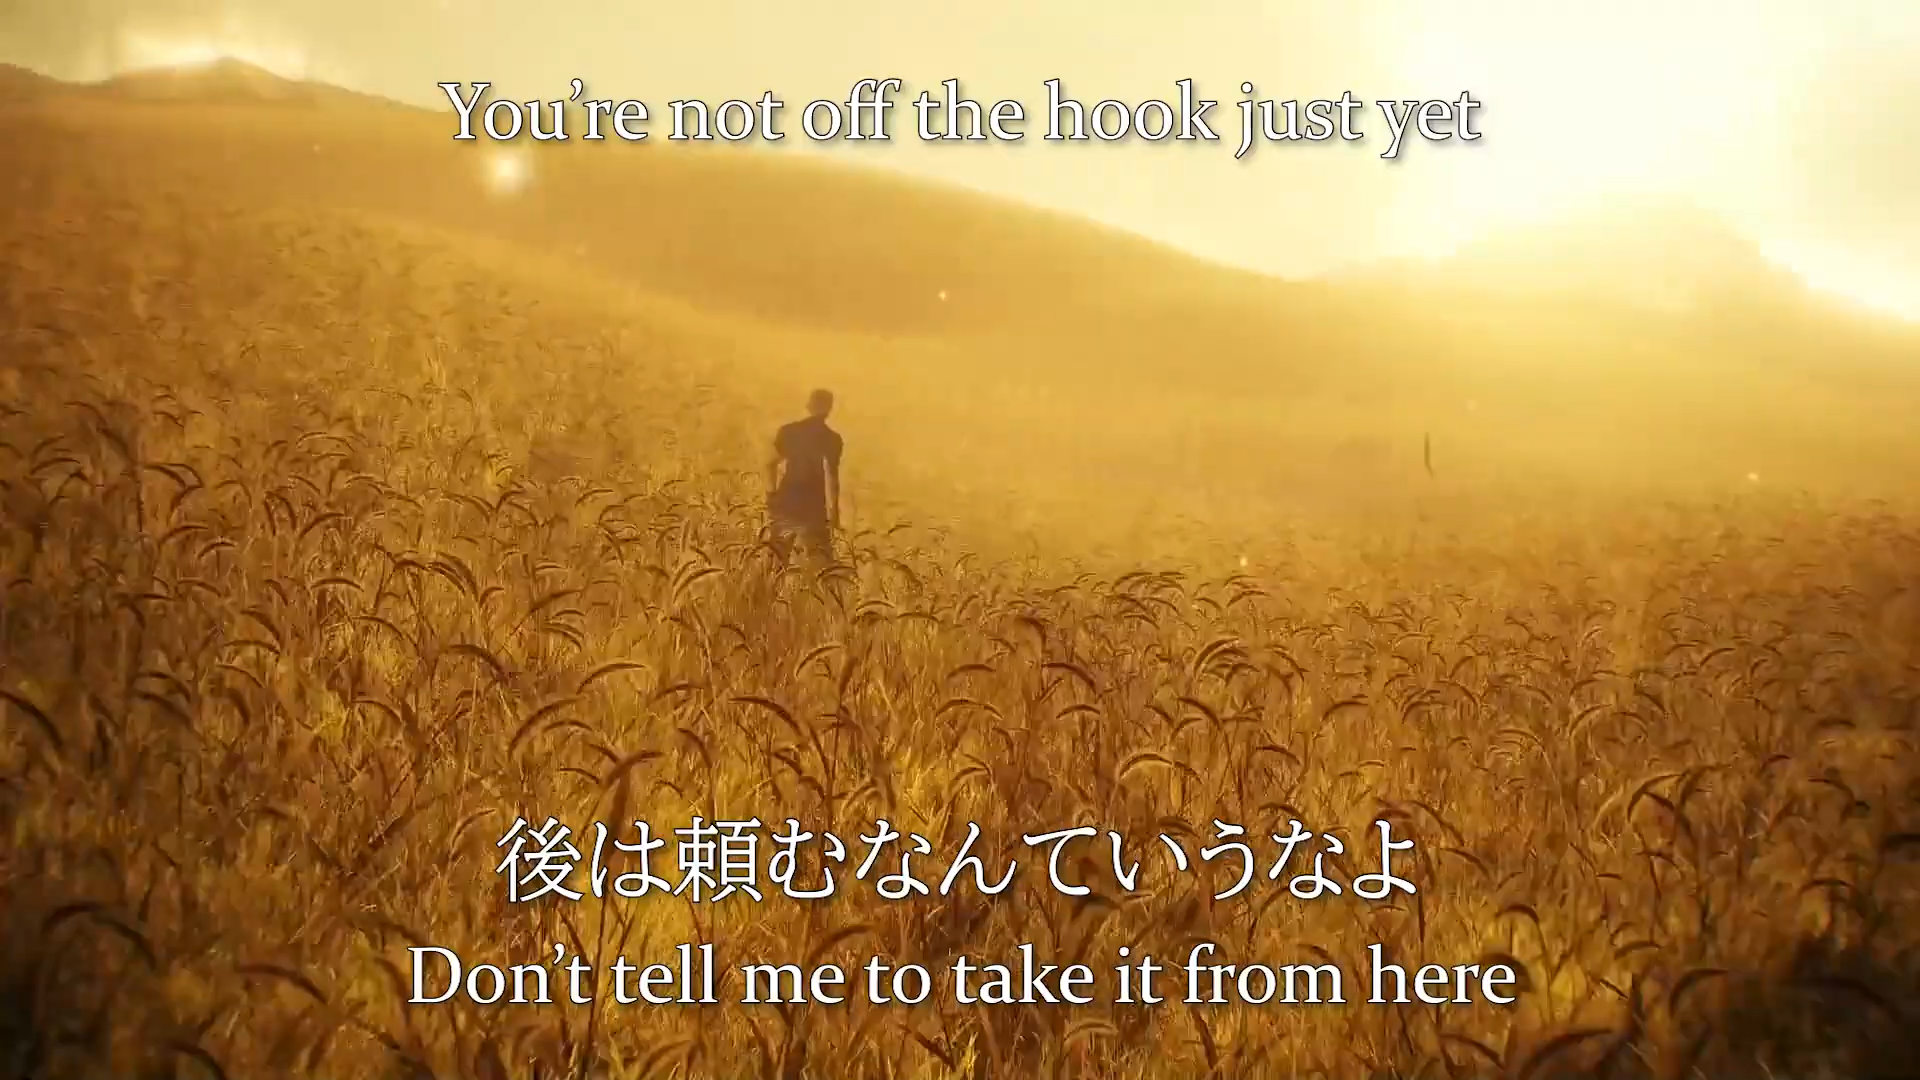 You’re not off the hook just yet
後は頼むなんていうなよ
Don’t tell me to take it from here